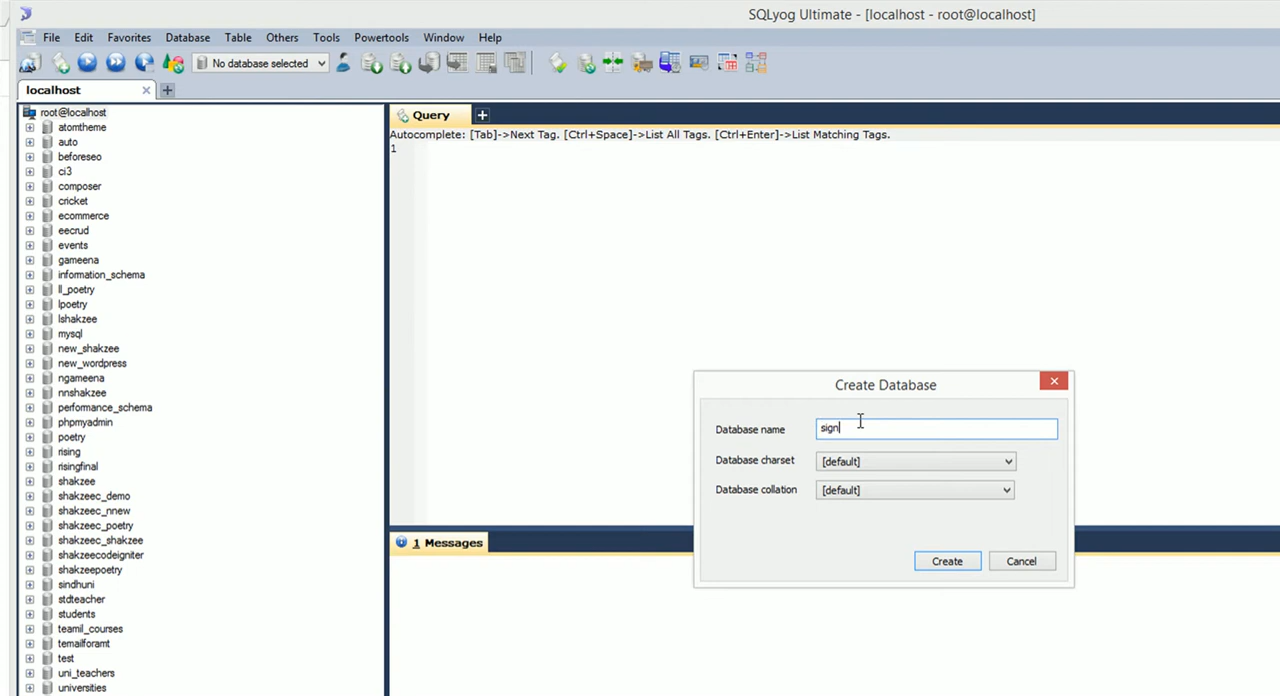 SQLyog Ultimate - [localhost - root@localhost]
File Edit Favorites Database Table Others Tools Powertools Window Help
No database selected
localhost
root@localhost
atomtheme
auto
beforeseo
ci3
composer
cricket
ecommerce
eecrud
events
gameena
information_schema
ll_poetry
lpoetry
lshakzee
mysql
new_shakzee
new_wordpress
ngameena
nnshakzee
performance_schema
phpmyadmin
poetry
rising
risingfinal
shakzee
shakzeec_demo
shakzeec_nnew
shakzeec_poetry
shakzeec_shakzee
shakzeecodeigniter
shakzeepoetry
sindhuni
stdteacher
students
teamil_courses
temailforamt
test
uni_teachers
universities
Query
Autocomplete: [Tab]->Next Tag. [Ctrl+Space]->List All Tags. [Ctrl+Enter]->List Matching Tags.
1
Create Database
Database name sign
Database charset [default]
Database collation [default]
Create Cancel
1 Messages